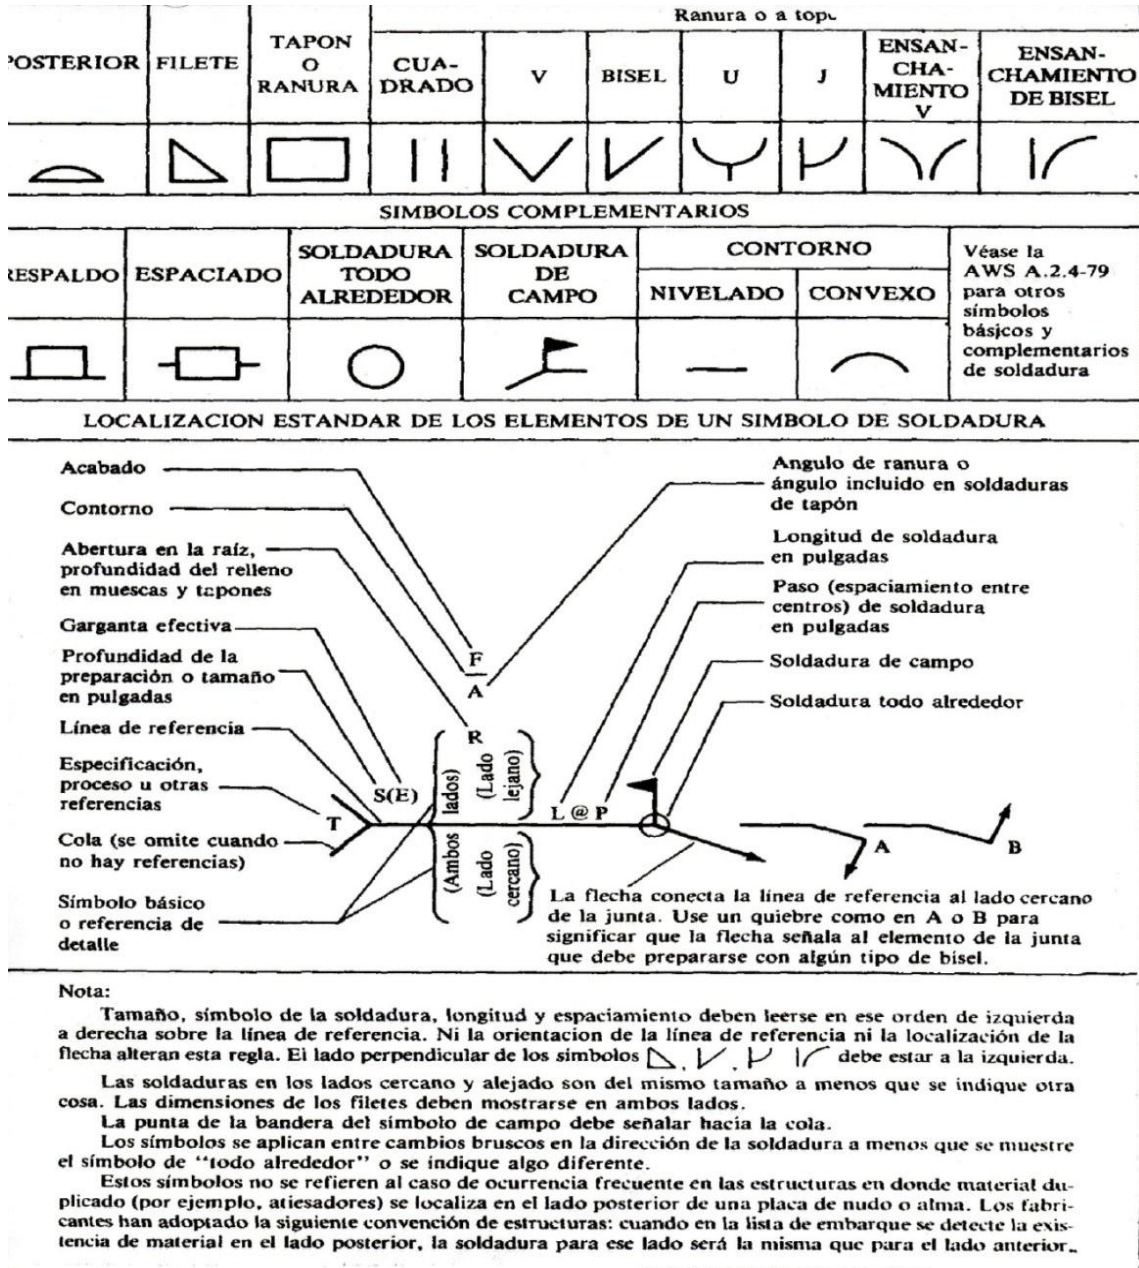 Ranura o a tope
POSTERIOR
FILETE
TAPON
O
RANURA
CUA-
DRADO
V
BISEL
U
J
ENSAN-
CHA-
MIENTO
V
ENSAN-
CHAMIENTO
DE BISEL
SIMBOLOS COMPLEMENTARIOS
RESPALDO
ESPACIADO
SOLDADURA
TODO
ALREDEDOR
SOLDADURA
DE
CAMPO
CONTORNO
NIVELADO
CONVEXO
Véase la
AWS A.2.4-79
para otros
símbolos
básicos y
complementarios
de soldadura
LOCALIZACION ESTANDAR DE LOS ELEMENTOS DE UN SIMBOLO DE SOLDADURA
Acabado
Contorno
Abertura en la raíz,
profundidad del relleno
en muescas y tapones
Garganta efectiva
Profundidad de la
preparación o tamaño
en pulgadas
Línea de referencia
Especificación,
proceso u otras
referencias
Cola (se omite cuando
no hay referencias)
Símbolo básico
o referencia de
detalle
F
A
R
S(E)
T
(Ambos lados)
(Lado lejano)
(Lado cercano)
L @ P
Angulo de ranura o
ángulo incluido en soldaduras
de tapón
Longitud de soldadura
en pulgadas
Paso (espaciamiento entre
centros) de soldadura
en pulgadas
Soldadura de campo
Soldadura todo alrededor
A
B
La flecha conecta la línea de referencia al lado cercano
de la junta. Use un quiebre como en A o B para
significar que la flecha señala al elemento de la junta
que debe prepararse con algún tipo de bisel.
Nota:
Tamaño, símbolo de la soldadura, longitud y espaciamiento deben leerse en ese orden de izquierda
a derecha sobre la línea de referencia. Ni la orientacion de la línea de referencia ni la localización de la
flecha alteran esta regla. El lado perpendicular de los símbolos , , debe estar a la izquierda.
Las soldaduras en los lados cercano y alejado son del mismo tamaño a menos que se indique otra
cosa. Las dimensiones de los filetes deben mostrarse en ambos lados.
La punta de la bandera del símbolo de campo debe señalar hacia la cola.
Los símbolos se aplican entre cambios bruscos en la dirección de la soldadura a menos que se muestre
el símbolo de “todo alrededor” o se indique algo diferente.
Estos símbolos no se refieren al caso de ocurrencia frecuente en las estructuras en donde material du-
plicado (por ejemplo, atiesadores) se localiza en el lado posterior de una placa de nudo o alma. Los fabri-
cantes han adoptado la siguiente convención de estructuras: cuando en la lista de embarque se detecte la exis-
tencia de material en el lado posterior, la soldadura para ese lado será la misma que para el lado anterior.